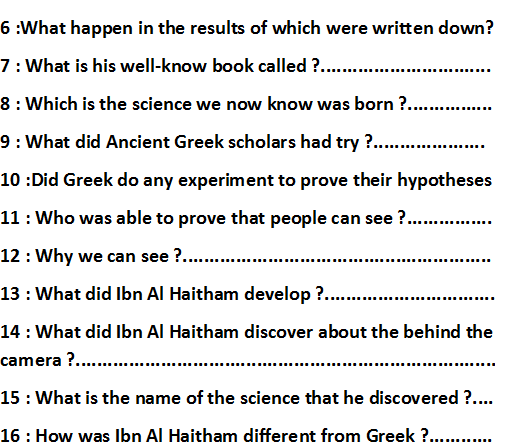 6 :What happen in the results of which were written down?
7 : What is his well-know book called ?................................
8 : Which is the science we now know was born ?................
9 : What did Ancient Greek scholars had try ?.....................
10 :Did Greek do any experiment to prove their hypotheses
11 : Who was able to prove that people can see ?................
12 : Why we can see ?..........................................................
13 : What did Ibn Al Haitham develop ?................................
14 : What did Ibn Al Haitham discover about the behind the
camera ?...............................................................................
15 : What is the name of the science that he discovered ?....
16 : How was Ibn Al Haitham different from Greek ?............